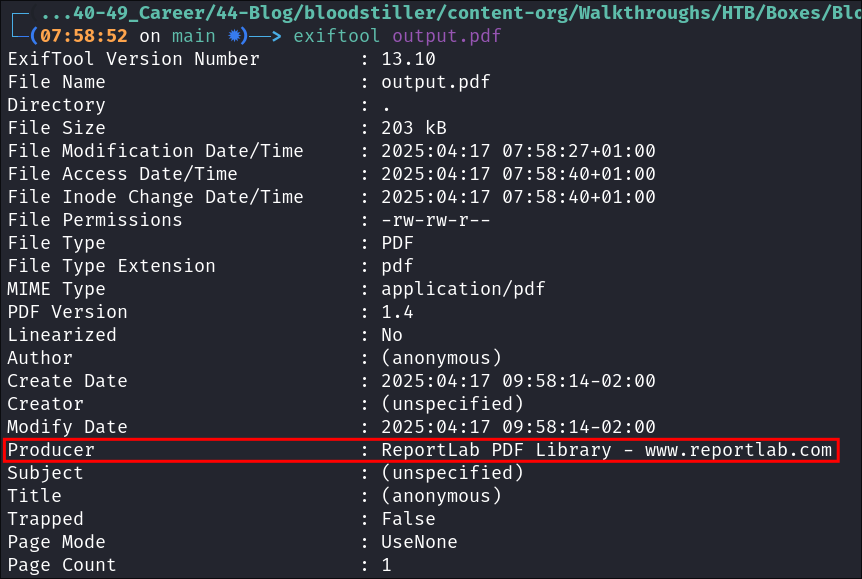 ...40-49_Career/44-Blog/bloodstiller/content-org/Walkthroughs/HTB/Boxes/Blo
(07:58:52 on main ✹)──> exiftool output.pdf
ExifTool Version Number : 13.10
File Name : output.pdf
Directory : .
File Size : 203 kB
File Modification Date/Time : 2025:04:17 07:58:27+01:00
File Access Date/Time : 2025:04:17 07:58:40+01:00
File Inode Change Date/Time : 2025:04:17 07:58:40+01:00
File Permissions : -rw-rw-r--
File Type : PDF
File Type Extension : pdf
MIME Type : application/pdf
PDF Version : 1.4
Linearized : No
Author : (anonymous)
Create Date : 2025:04:17 09:58:14-02:00
Creator : (unspecified)
Modify Date : 2025:04:17 09:58:14-02:00
Producer : ReportLab PDF Library - www.reportlab.com
Subject : (unspecified)
Title : (anonymous)
Trapped : False
Page Mode : UseNone
Page Count : 1